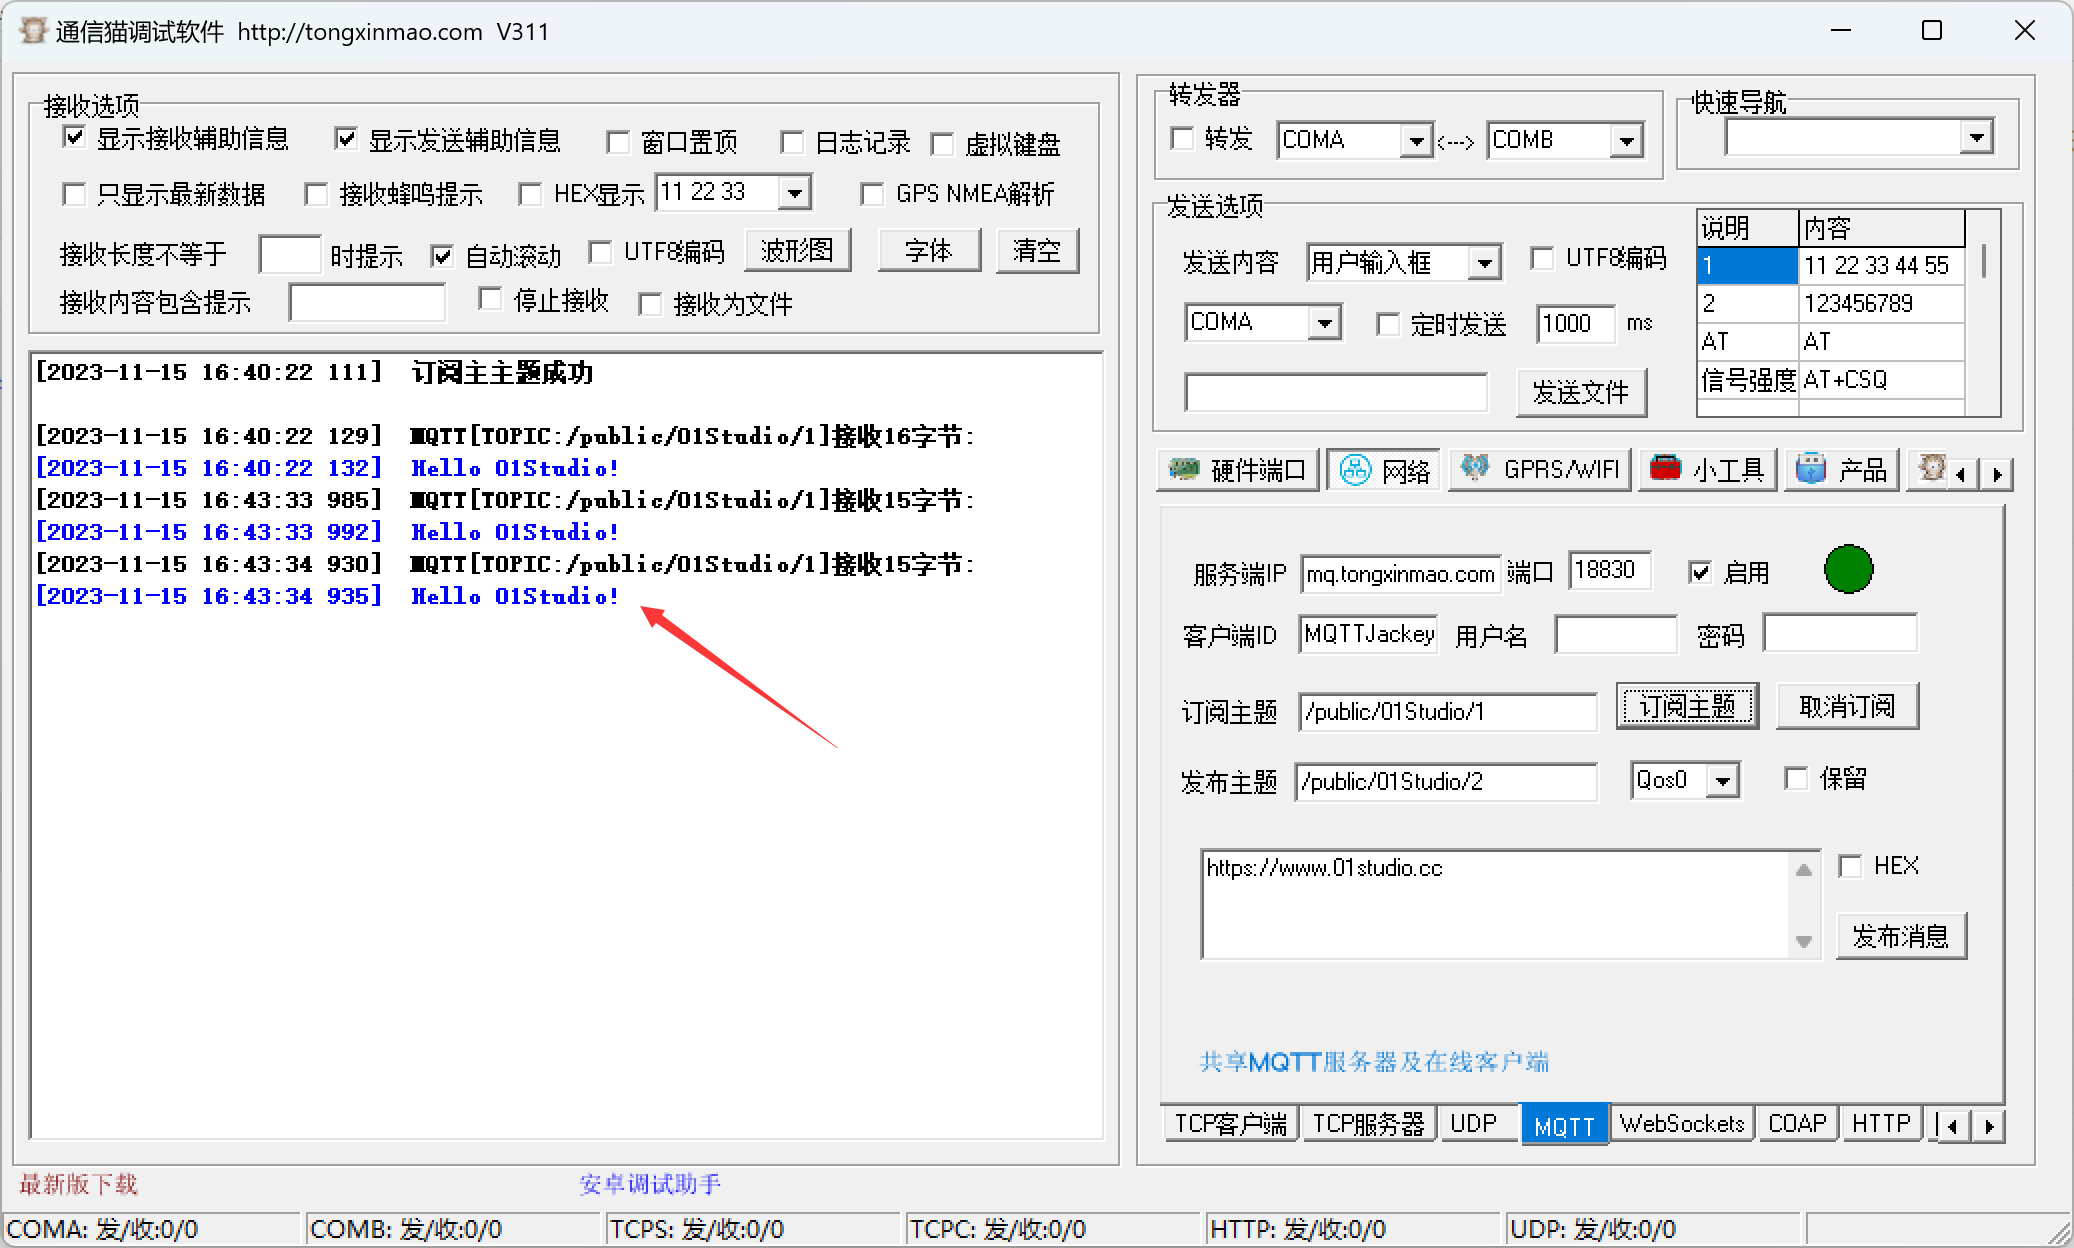 通信猫调试软件 http://tongxinmao.com V311
接收选项
显示接收辅助信息 显示发送辅助信息 窗口置顶 日志记录 虚拟键盘
只显示最新数据 接收蜂鸣提示 HEX显示 11 22 33 GPS NMEA解析
接收长度不等于 时提示 自动滚动 UTF8编码 波形图 字体 清空
接收内容包含提示 停止接收 接收为文件
[2023-11-15 16:40:22 111] 订阅主主题成功
[2023-11-15 16:40:22 129] MQTT[TOPIC:/public/01Studio/1]接收16字节:
[2023-11-15 16:40:22 132] Hello 01Studio!
[2023-11-15 16:43:33 985] MQTT[TOPIC:/public/01Studio/1]接收15字节:
[2023-11-15 16:43:33 992] Hello 01Studio!
[2023-11-15 16:43:34 930] MQTT[TOPIC:/public/01Studio/1]接收15字节:
[2023-11-15 16:43:34 935] Hello 01Studio!
转发器
转发 COMA <---> COMB
快速导航
发送选项
发送内容 用户输入框 UTF8编码
COMA 定时发送 1000 ms
发送文件
说明 内容
1 11 22 33 44 55
2 123456789
AT AT
信号强度 AT+CSQ
硬件端口 网络 GPRS/WIFI 小工具 产品
服务端IP mq.tongxinmao.com 端口 18830 启用
客户端ID MQTTJackey 用户名 密码
订阅主题 /public/01Studio/1 订阅主题 取消订阅
发布主题 /public/01Studio/2 Qos0 保留
https://www.01studio.cc HEX
发布消息
共享MQTT服务器及在线客户端
TCP客户端 TCP服务器 UDP MQTT WebSockets COAP HTTP
最新版下载 安卓调试助手
COMA: 发/收:0/0 COMB: 发/收:0/0 TCPS: 发/收:0/0 TCPC: 发/收:0/0 HTTP: 发/收:0/0 UDP: 发/收:0/0